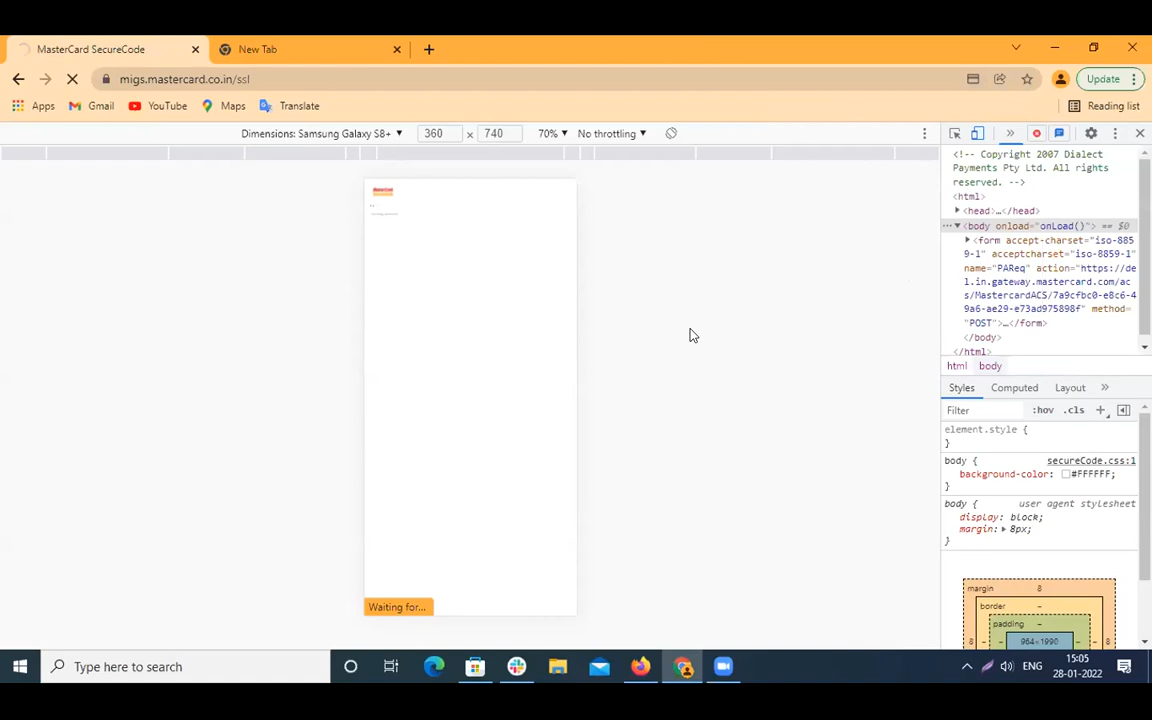 MasterCard SecureCode
New Tab
migs.mastercard.co.in/ssl
Update
Apps
Gmail
YouTube
Maps
Translate
Reading list
Dimensions: Samsung Galaxy S8+
360 x 740
70%
No throttling
<!-- Copyright 2007 Dialect
Payments Pty Ltd. All rights
reserved. -->
<html>
<head>…</head>
<body onload="onLoad()"> == $0
<form accept-charset="iso-885
9-1" acceptcharset="iso-8859-1"
name="PAReq" action="https://de
l.in.gateway.mastercard.com/ac
s/MastercardACS/7a9cfbc0-e8c6-4
9a6-ae29-e73ad975898f" method=
"POST">…</form>
</body>
</html>
html body
Styles Computed Layout
Filter
:hov .cls
element.style {
}
body {
secureCode.css:1
background-color: #FFFFFF;
}
body {
user agent stylesheet
display: block;
margin: 8px;
}
margin 8
border –
padding –
8 – – 964×1990 – – 8
MasterCard
Waiting for...
Type here to search
ENG
15:05
28-01-2022